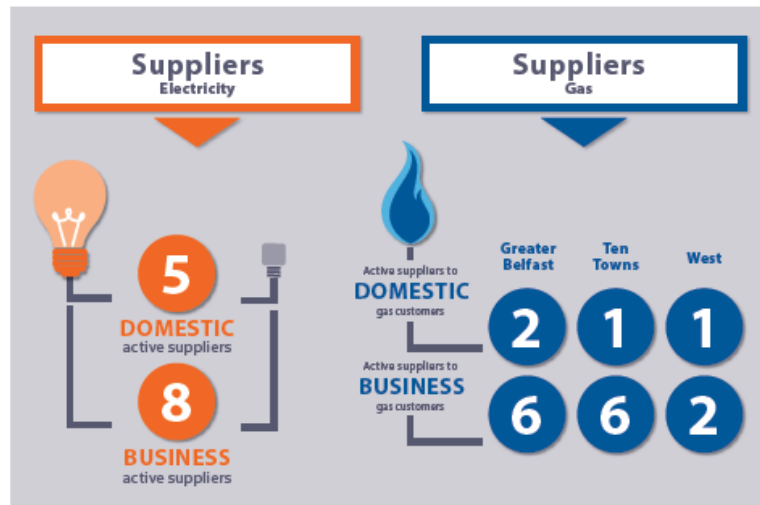 Suppliers
Electricity
5
DOMESTIC
active suppliers
8
BUSINESS
active suppliers
Suppliers
Gas
Greater
Belfast
Ten
Towns
West
Active suppliers to
DOMESTIC
gas customers
2 1 1
Active suppliers to
BUSINESS
gas customers
6 6 2